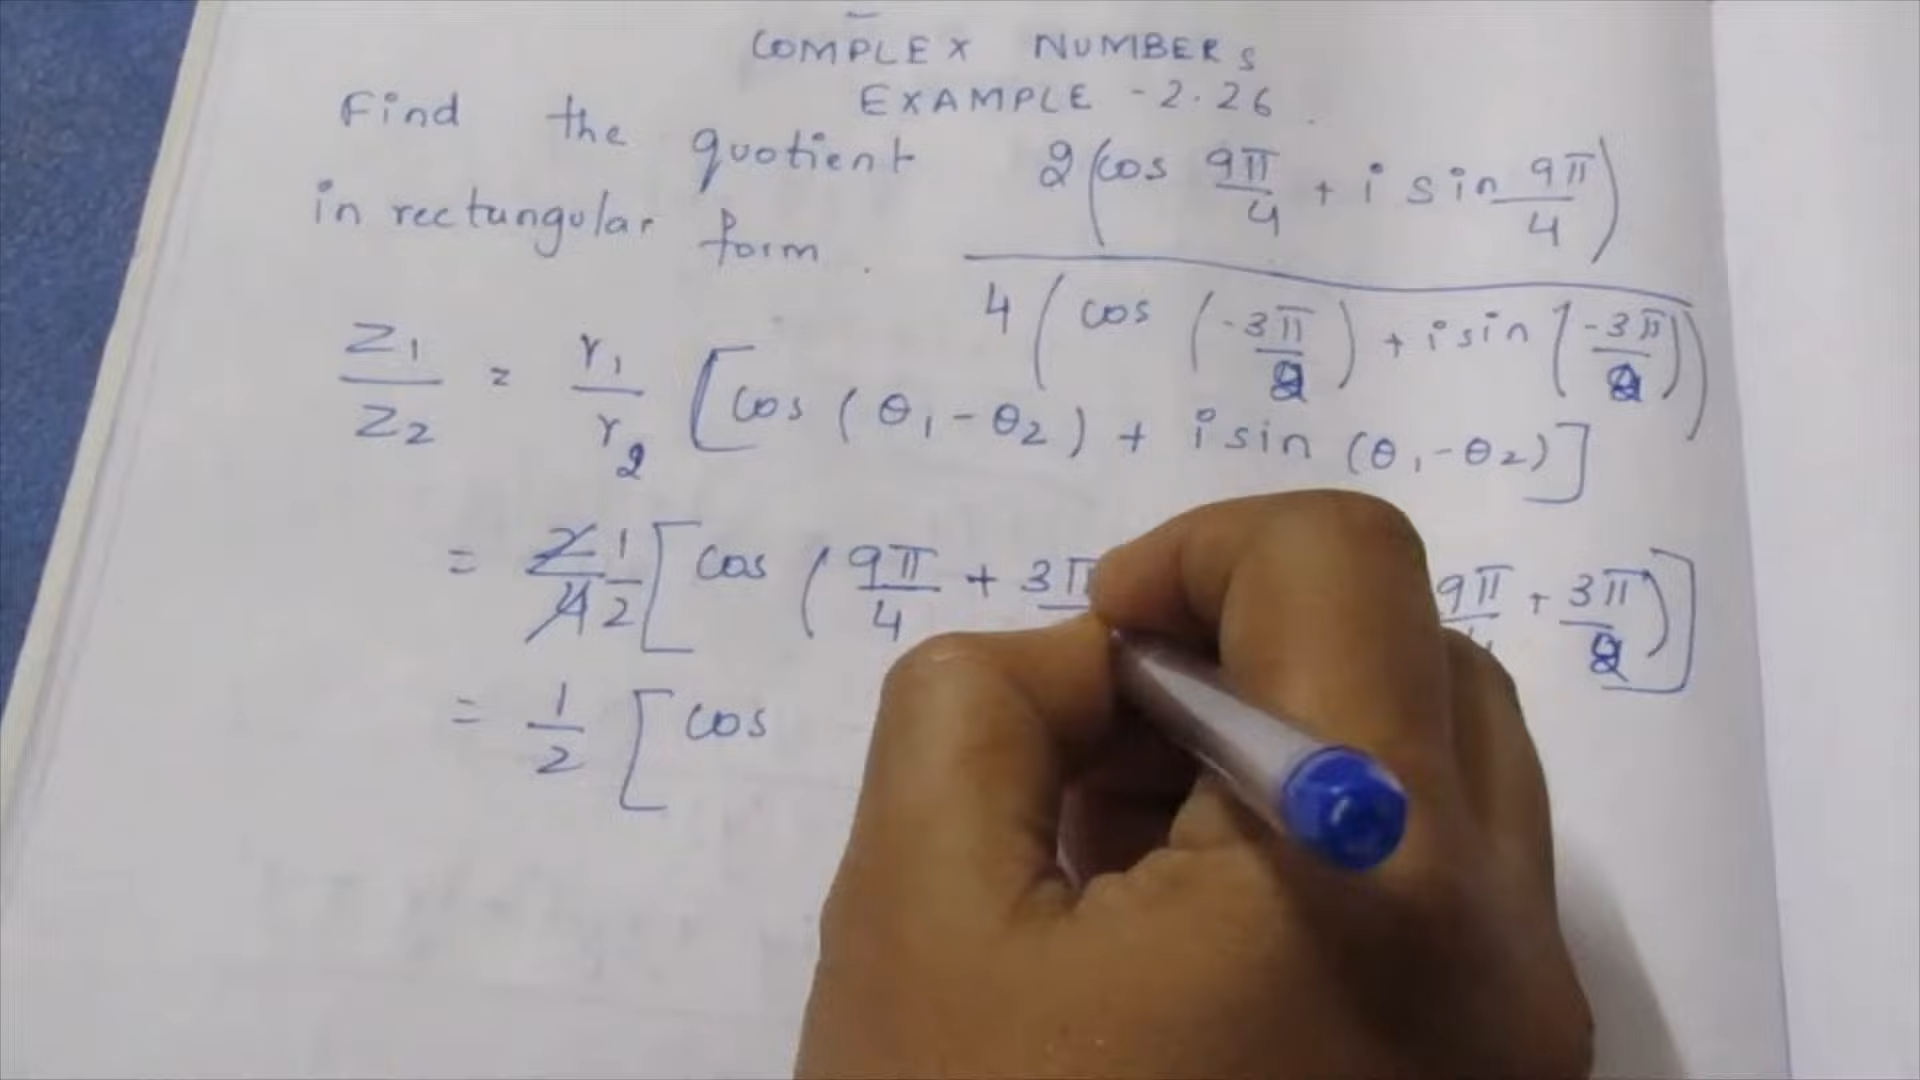 COMPLEX NUMBERS
EXAMPLE - 2.26.
Find the quotient 2(cos 9π/4 + i sin 9π/4)
in rectangular form. 4(cos(-3π/2) + i sin(-3π/2))
Z1/Z2 = r1/r2 [cos(θ1-θ2) + i sin(θ1-θ2)]
= 2/4 1/2 [cos(9π/4 + 3π 9π + 3π/2)]
= 1/2 [cos